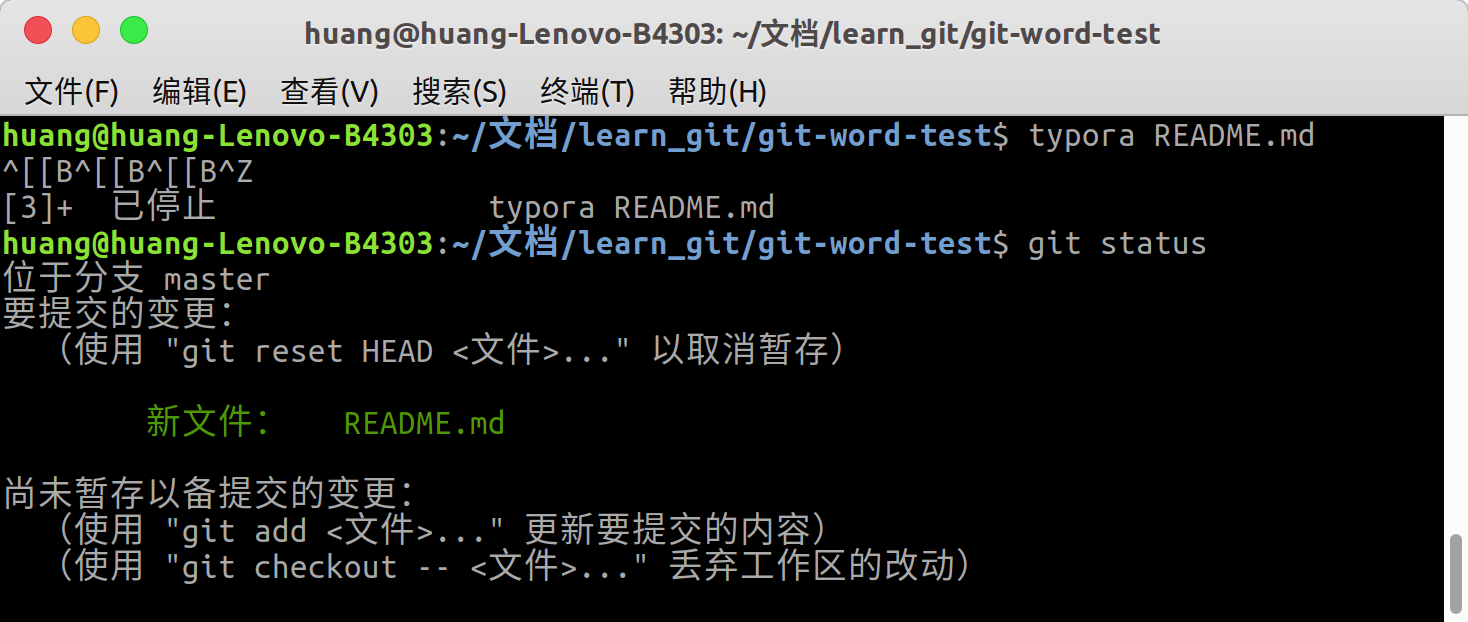 huang@huang-Lenovo-B4303: ~/文档/learn_git/git-word-test
文件(F) 编辑(E) 查看(V) 搜索(S) 终端(T) 帮助(H)
huang@huang-Lenovo-B4303:~/文档/learn_git/git-word-test$ typora README.md
^[[B^[[B^[[B^Z
[3]+  已停止               typora README.md
huang@huang-Lenovo-B4303:~/文档/learn_git/git-word-test$ git status
位于分支 master
要提交的变更：
  （使用 "git reset HEAD <文件>..." 以取消暂存）
新文件：   README.md
尚未暂存以备提交的变更：
  （使用 "git add <文件>..." 更新要提交的内容）
  （使用 "git checkout -- <文件>..." 丢弃工作区的改动）